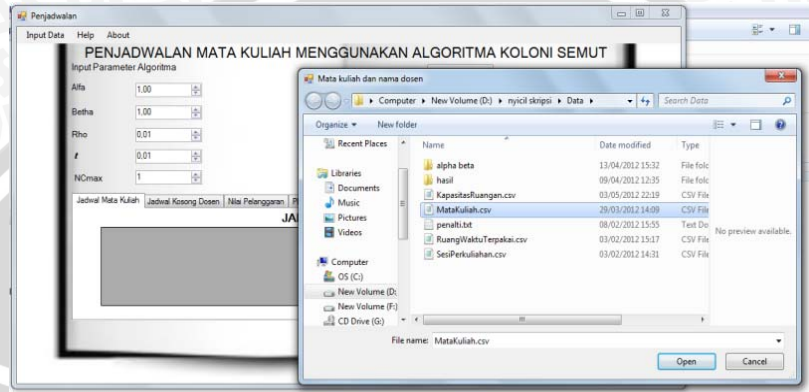 Penjadwalan
Input Data Help About
PENJADWALAN MATA KULIAH MENGGUNAKAN ALGORITMA KOLONI SEMUT
Input Parameter Algoritma
Alfa 1,00
Betha 1,00
Rho 0,01
t 0,01
NCmax 1
Jadwal Mata Kuliah Jadwal Kosong Dosen Nilai Pelanggaran
Mata kuliah dan nama dosen
Computer New Volume (D:) nyicil skripsi Data Search Data
Organize New folder
Recent Places
Libraries
Documents
Music
Pictures
Videos
Computer
OS (C:)
New Volume (D:
New Volume (F:)
CD Drive (G:)
Name Date modified Type
alpha beta 13/04/2012 15:32 File folc
hasil 09/04/2012 12:35 File folc
KapasitasRuangan.csv 03/05/2012 22:19 CSV File
MataKuliah.csv 29/03/2012 14:09 CSV File
penalti.txt 08/02/2012 15:55 Text Do
RuangWaktuTerpakai.csv 03/02/2012 15:17 CSV File
SesiPerkuliahan.csv 03/02/2012 14:31 CSV File
No preview available.
File name: MataKuliah.csv
Open Cancel